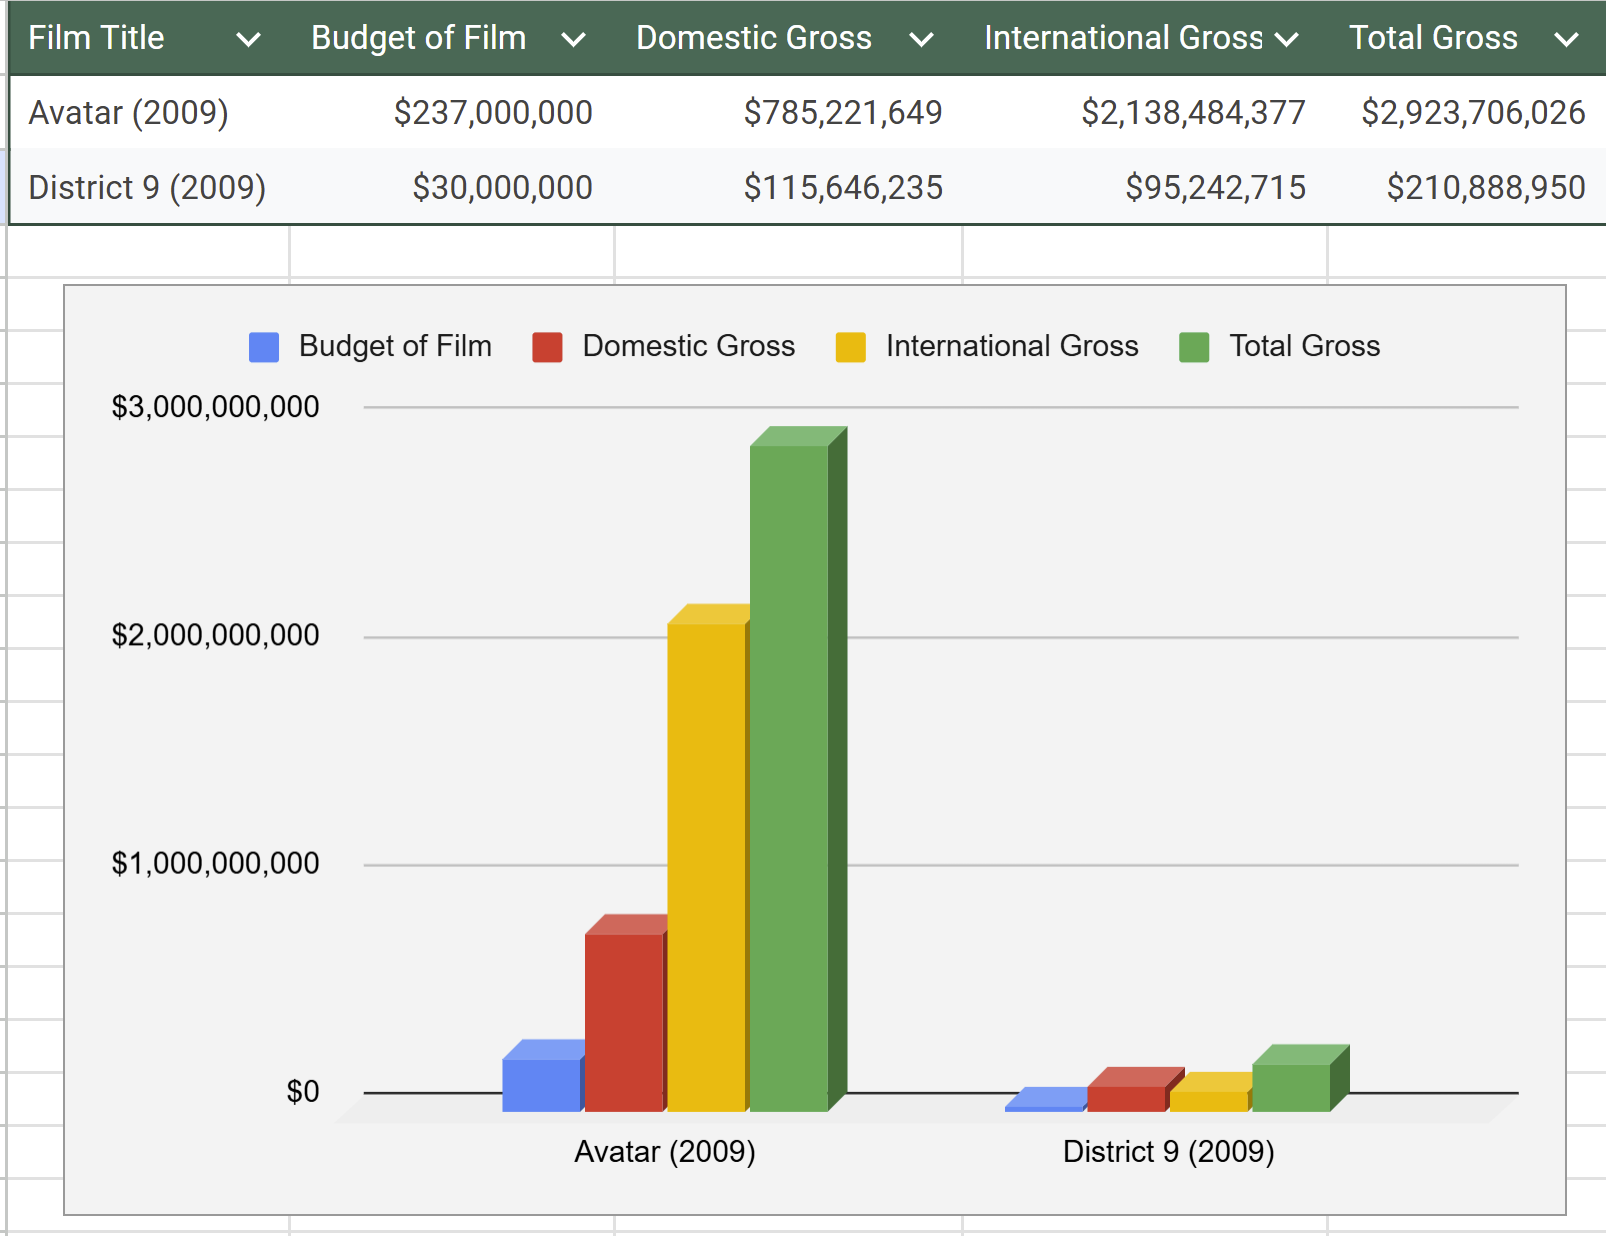 Film Title Budget of Film Domestic Gross International Gross Total Gross
Avatar (2009) $237,000,000 $785,221,649 $2,138,484,377 $2,923,706,026
District 9 (2009) $30,000,000 $115,646,235 $95,242,715 $210,888,950
Budget of Film Domestic Gross International Gross Total Gross
$3,000,000,000
$2,000,000,000
$1,000,000,000
$0
Avatar (2009) District 9 (2009)